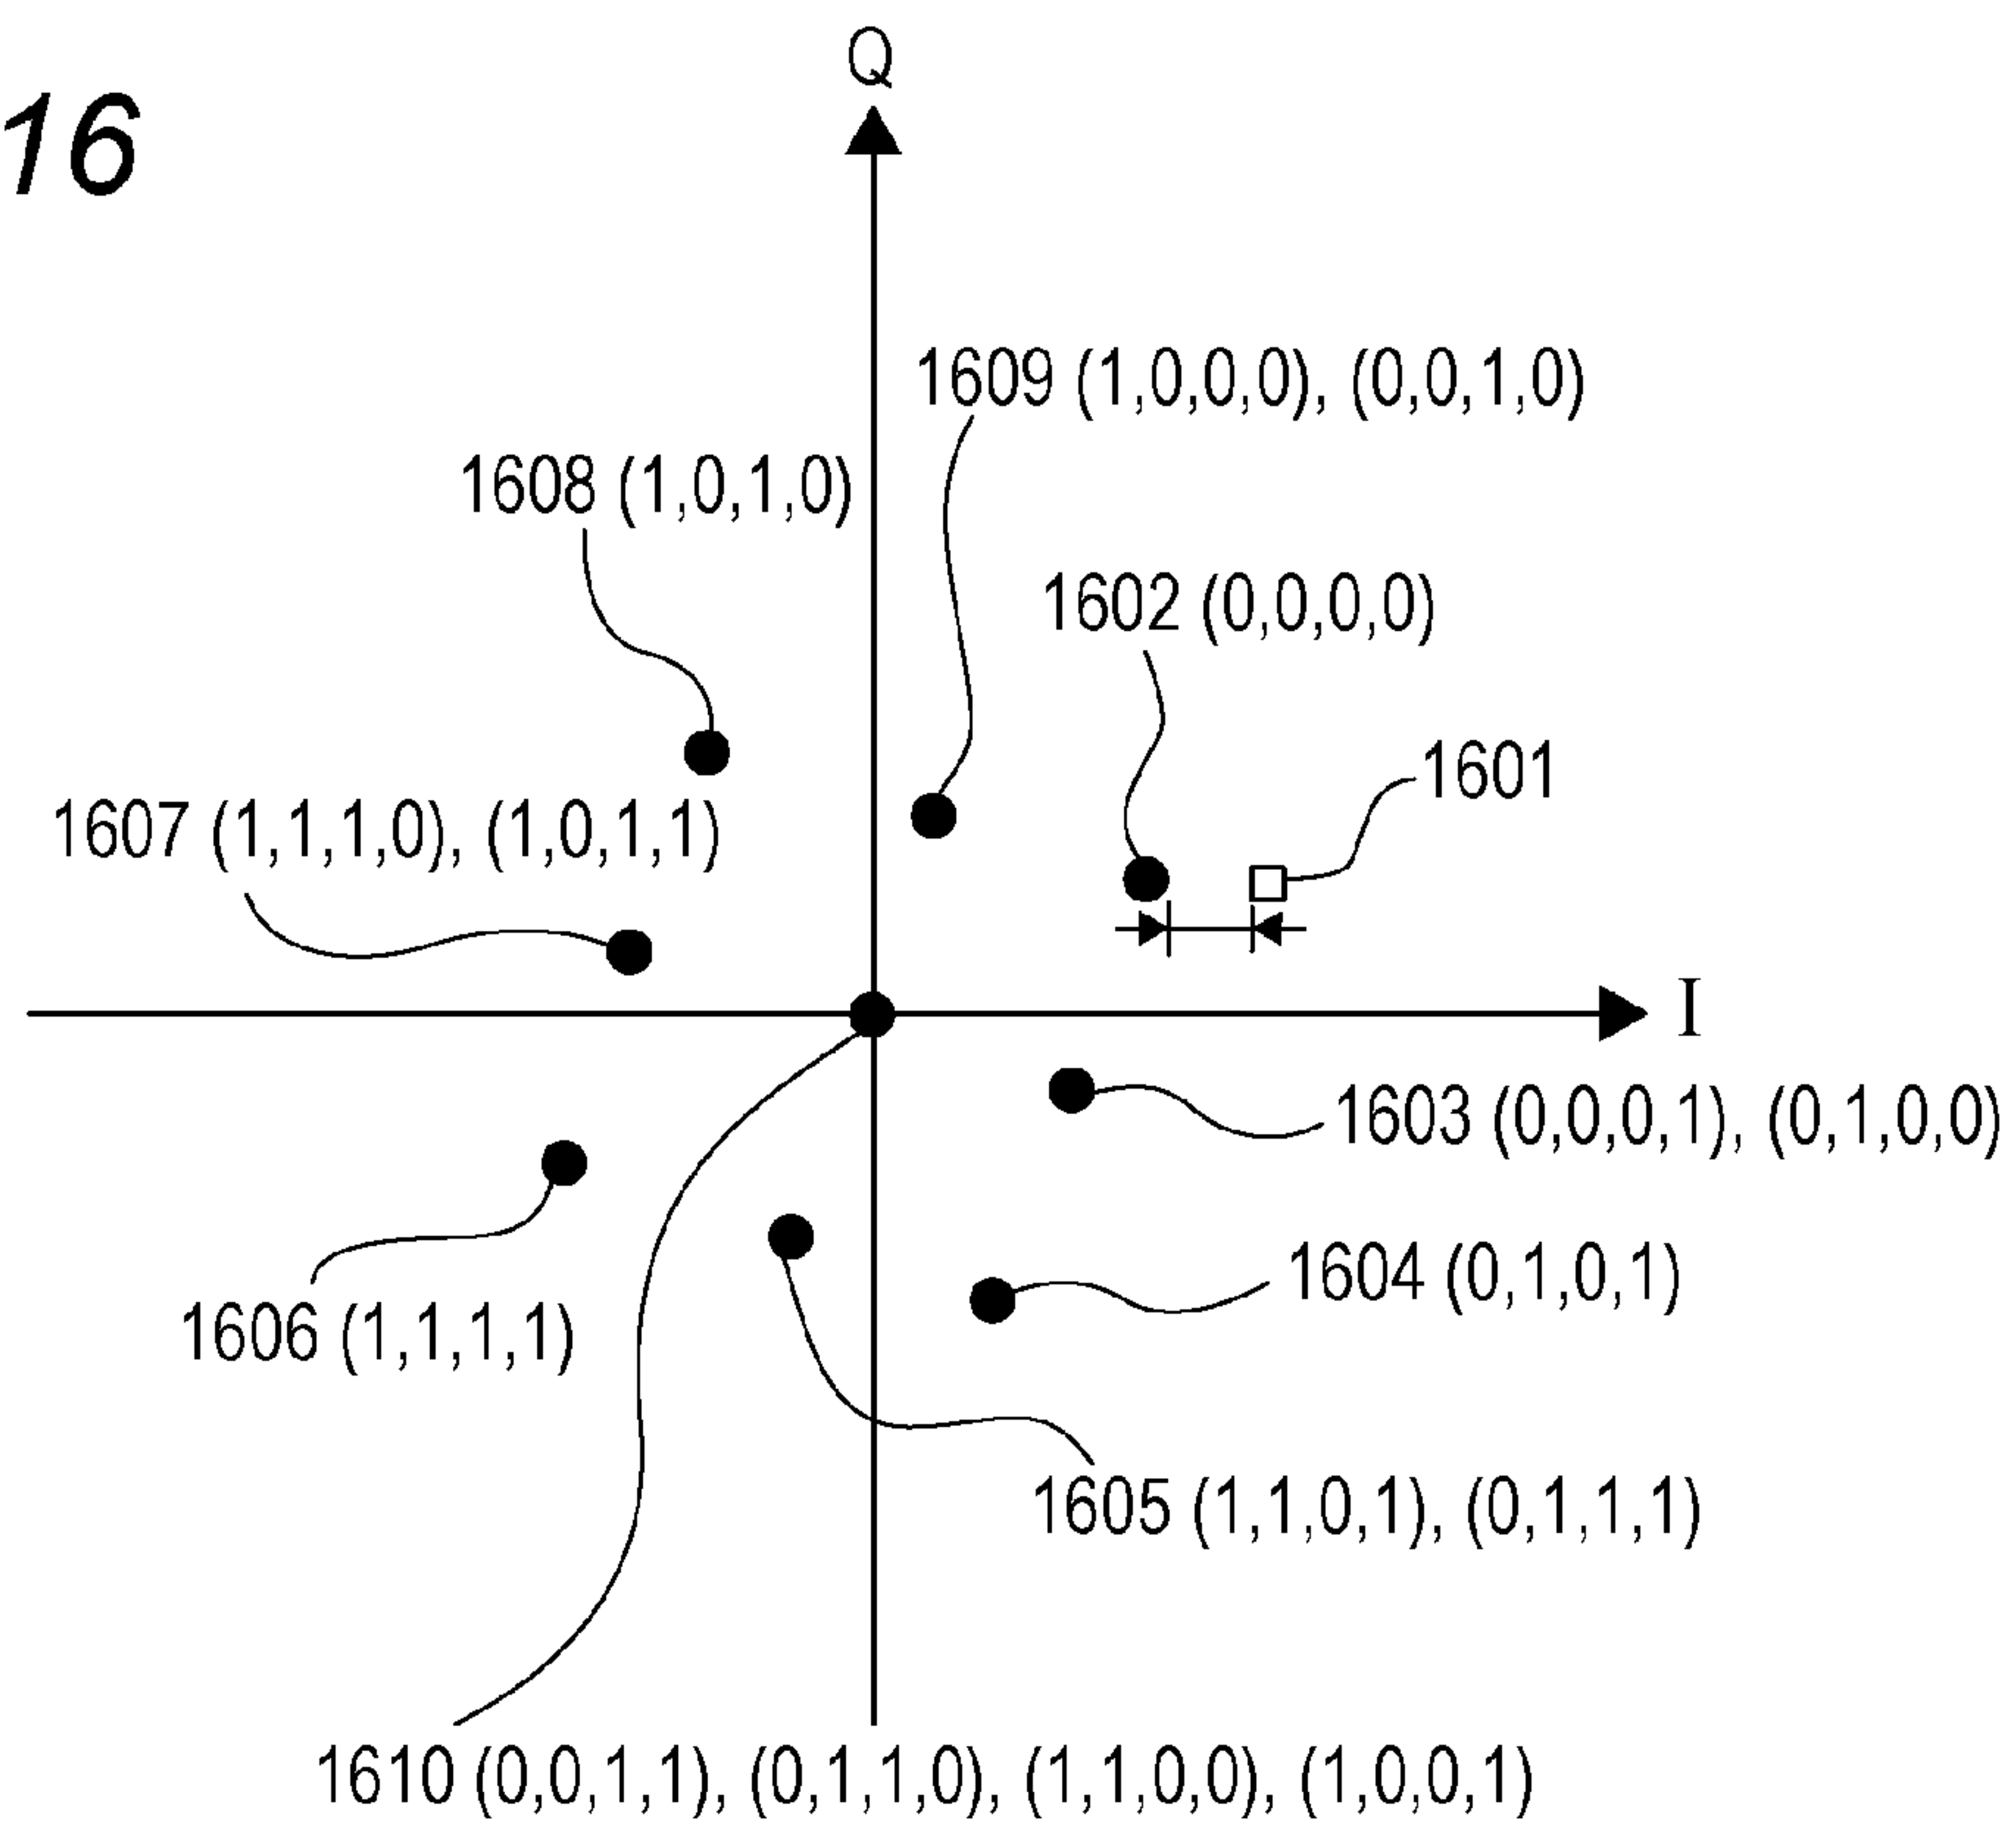 Q
16
1609 (1,0,0,0), (0,0,1,0)
1608 (1,0,1,0)
1602 (0,0,0,0)
1601
1607 (1,1,1,0), (1,0,1,1)
I
1603 (0,0,0,1), (0,1,0,0)
1604 (0,1,0,1)
1606 (1,1,1,1)
1605 (1,1,0,1), (0,1,1,1)
1610 (0,0,1,1), (0,1,1,0), (1,1,0,0), (1,0,0,1)